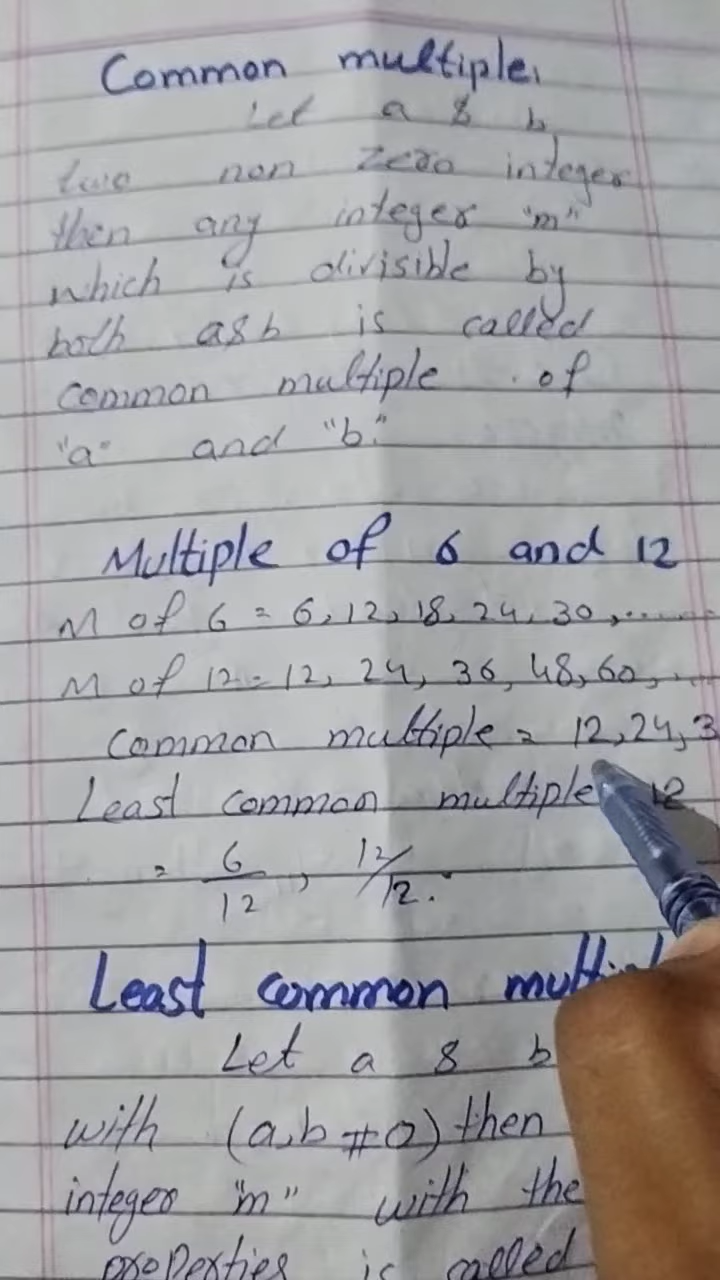 Common multiple.
Let a & b
two non zero integer
then any integer "m"
which is divisible by
both a&b is called
common multiple of
"a" and "b."
Multiple of 6 and 12
M of 6 = 6, 12, 18, 24, 30, ......
M of 12 = 12, 24, 36, 48, 60, ...
Common multiple = 12, 24, 3
Least common multiple 12
= 6/12, 12/12.
Least common
Let a & b
with (a,b ≠ 0) then
integer "m" with the
properties is called